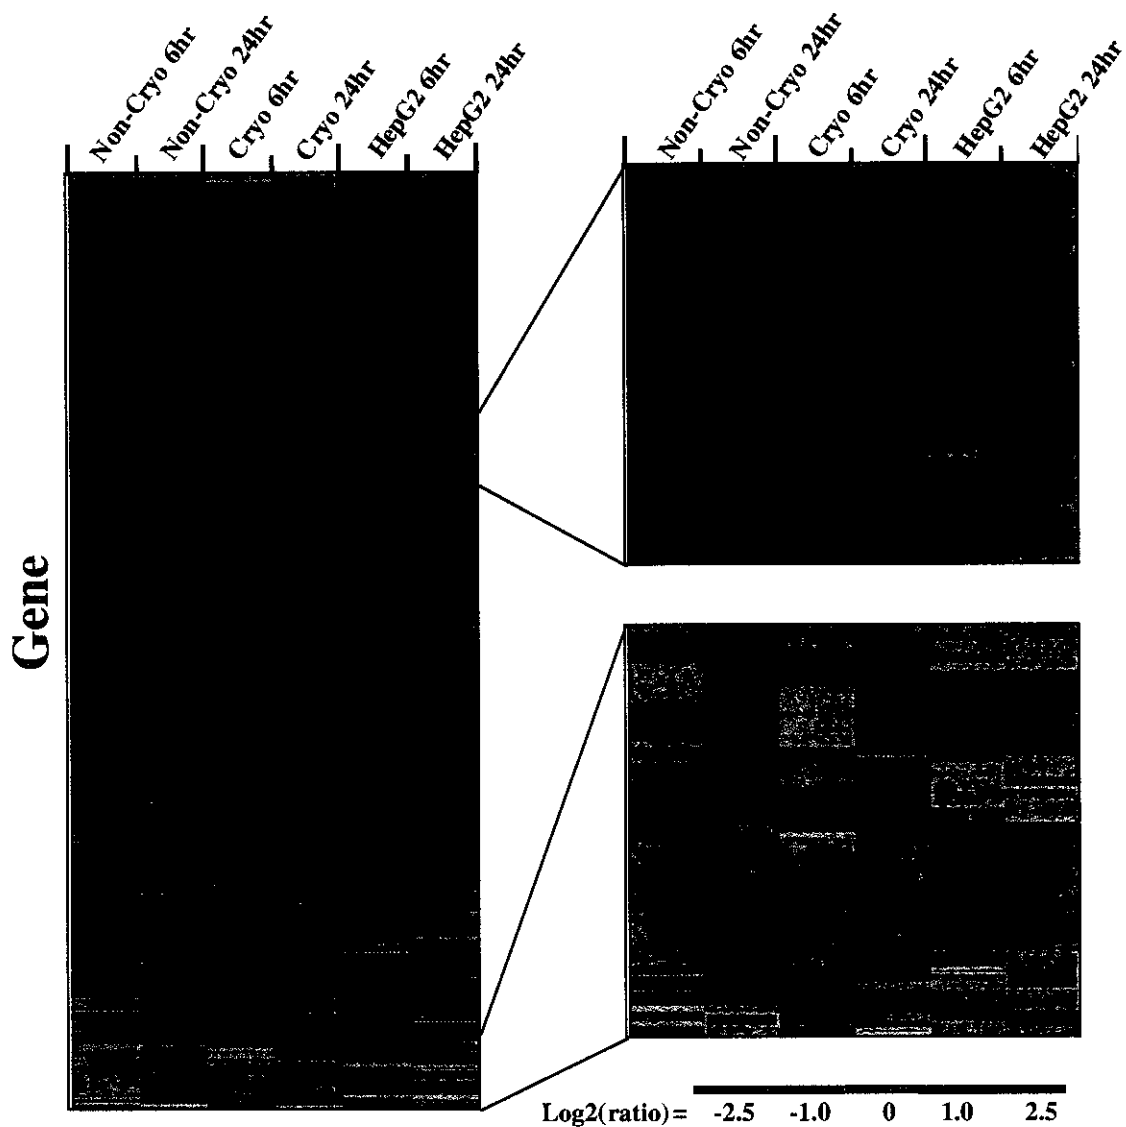 Non-Cryo 6hr
Non-Cryo 24hr
Cryo 6hr
Cryo 24hr
HepG2 6hr
HepG2 24hr
Non-Cryo 6hr
Non-Cryo 24hr
Cryo 6hr
Cryo 24hr
HepG2 6hr
HepG2 24hr
Gene
Log2(ratio)= -2.5 -1.0 0 1.0 2.5